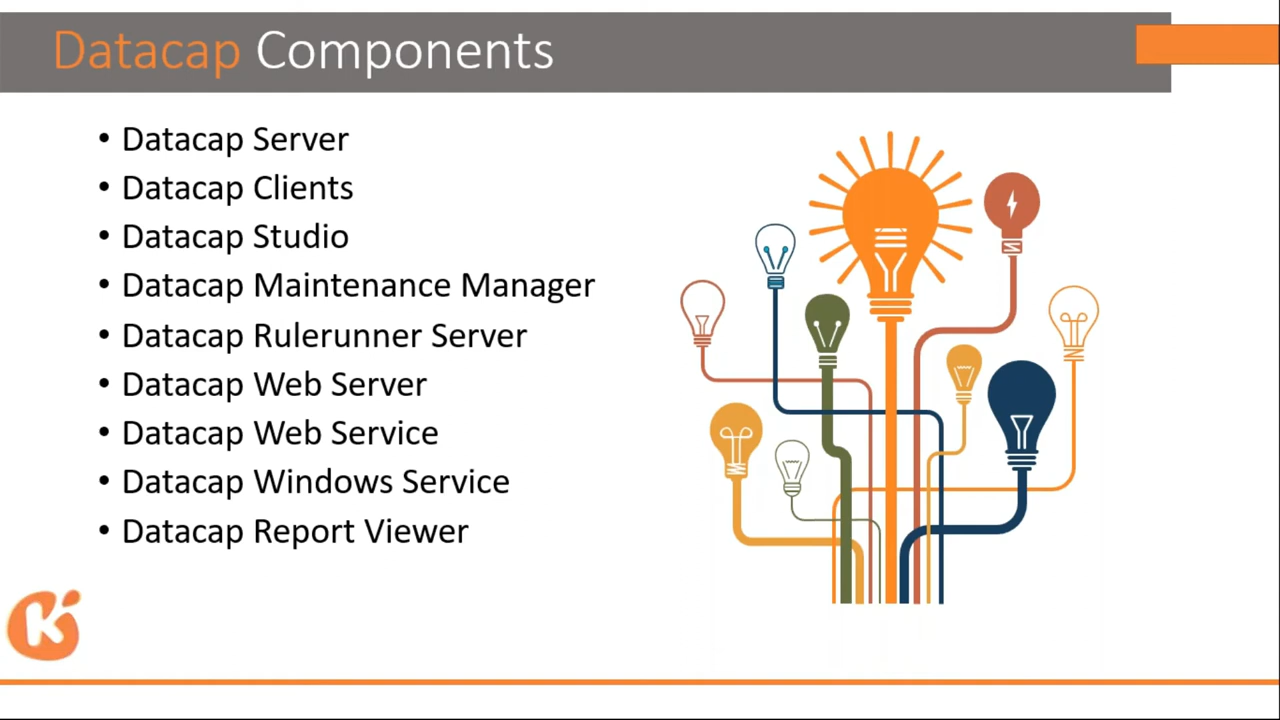 Datacap Components
• Datacap Server
• Datacap Clients
• Datacap Studio
• Datacap Maintenance Manager
• Datacap Rulerunner Server
• Datacap Web Server
• Datacap Web Service
• Datacap Windows Service
• Datacap Report Viewer
K